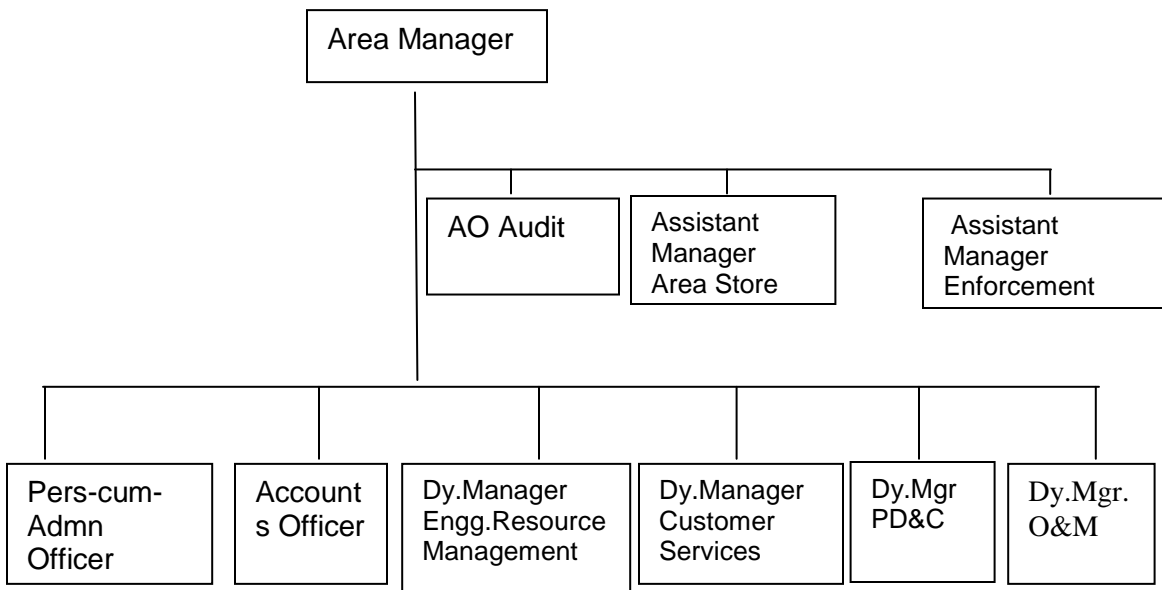 Area Manager
AO Audit
Assistant
Manager
Area Store
Assistant
Manager
Enforcement
Pers-cum-
Admn
Officer
Account
s Officer
Dy.Manager
Engg.Resource
Management
Dy.Manager
Customer
Services
Dy.Mgr
PD&C
Dy.Mgr.
O&M